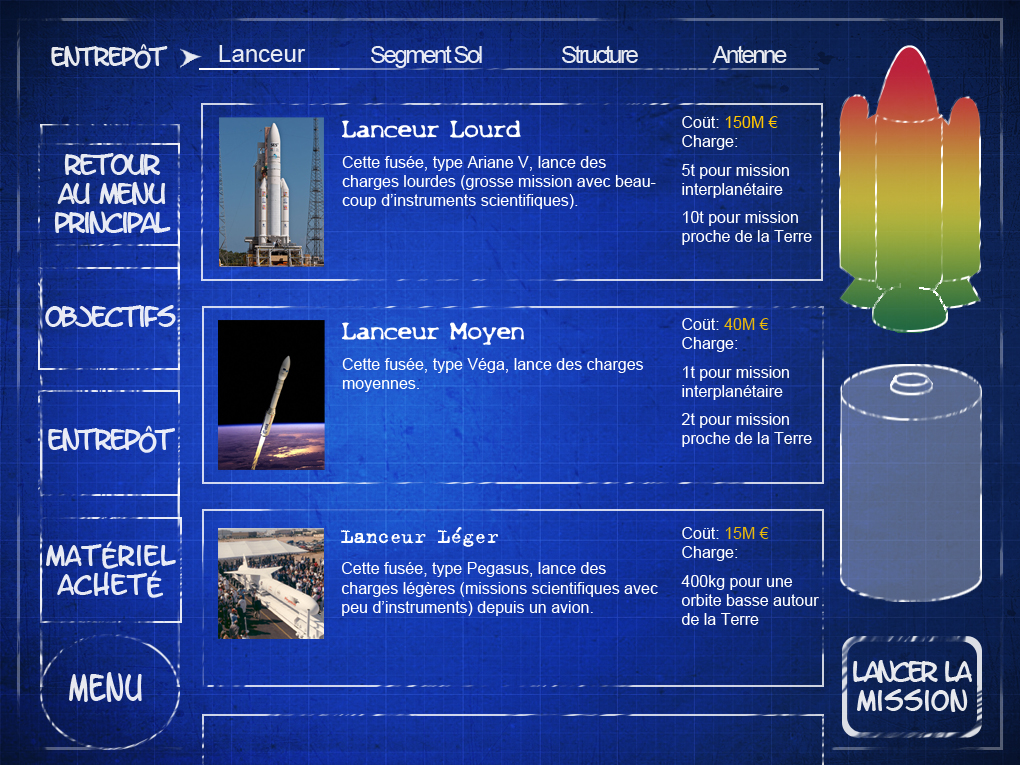 ENTREPÔT
Lanceur
Segment Sol
Structure
Antenne
RETOUR
AU MENU
PRINCIPAL
OBJECTIFS
ENTREPÔT
MATÉRIEL
ACHETÉ
MENU
Lanceur Lourd
Cette fusée, type Ariane V, lance des
charges lourdes (grosse mission avec beau-
coup d'instruments scientifiques).
Coût: 150M €
Charge:
5t pour mission
interplanétaire
10t pour mission
proche de la Terre
Lanceur Moyen
Cette fusée, type Véga, lance des charges
moyennes.
Coût: 40M €
Charge:
1t pour mission
interplanétaire
2t pour mission
proche de la Terre
Lanceur Léger
Cette fusée, type Pegasus, lance des
charges légères (missions scientifiques avec
peu d'instruments) depuis un avion.
Coût: 15M €
Charge:
400kg pour une
orbite basse autour
de la Terre
LANCER LA
MISSION